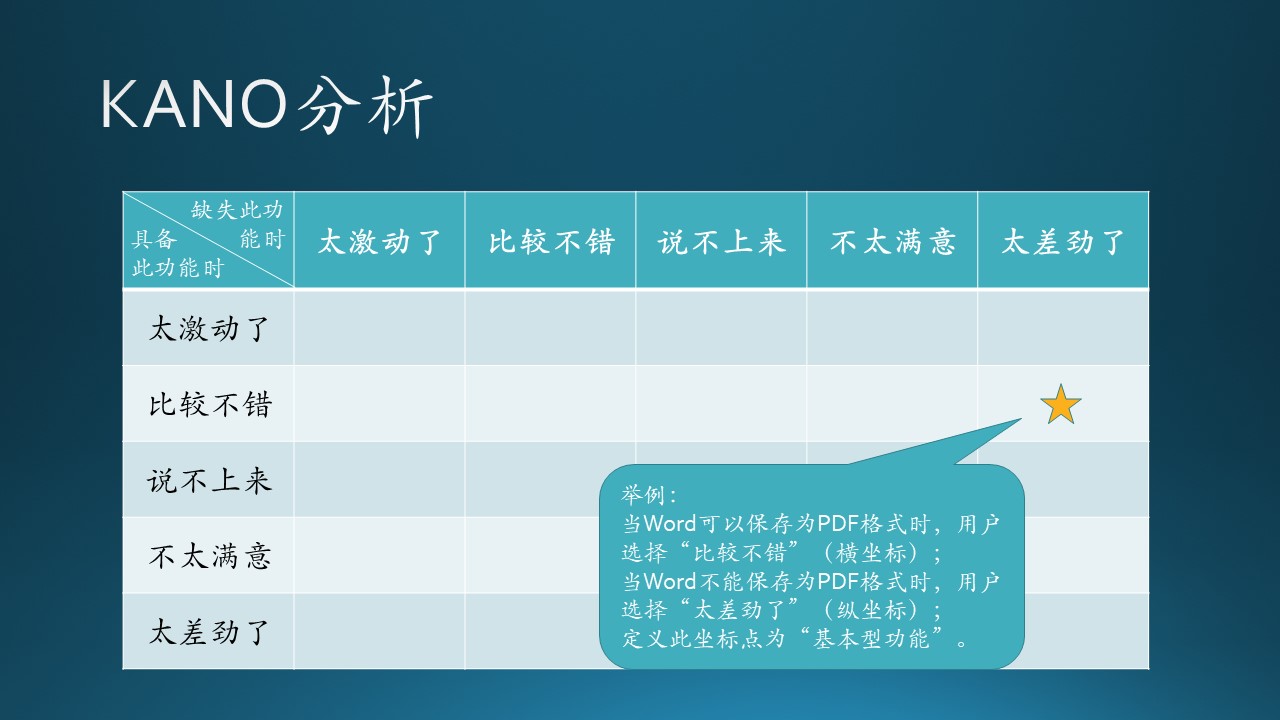 KANO分析
缺失此功
能时
具备
此功能时
太激动了
比较不错
说不上来
不太满意
太差劲了
太激动了
比较不错
说不上来
不太满意
太差劲了
举例：
当Word可以保存为PDF格式时，用户
选择“比较不错”（横坐标）；
当Word不能保存为PDF格式时，用户
选择“太差劲了”（纵坐标）；
定义此坐标点为“基本型功能”。